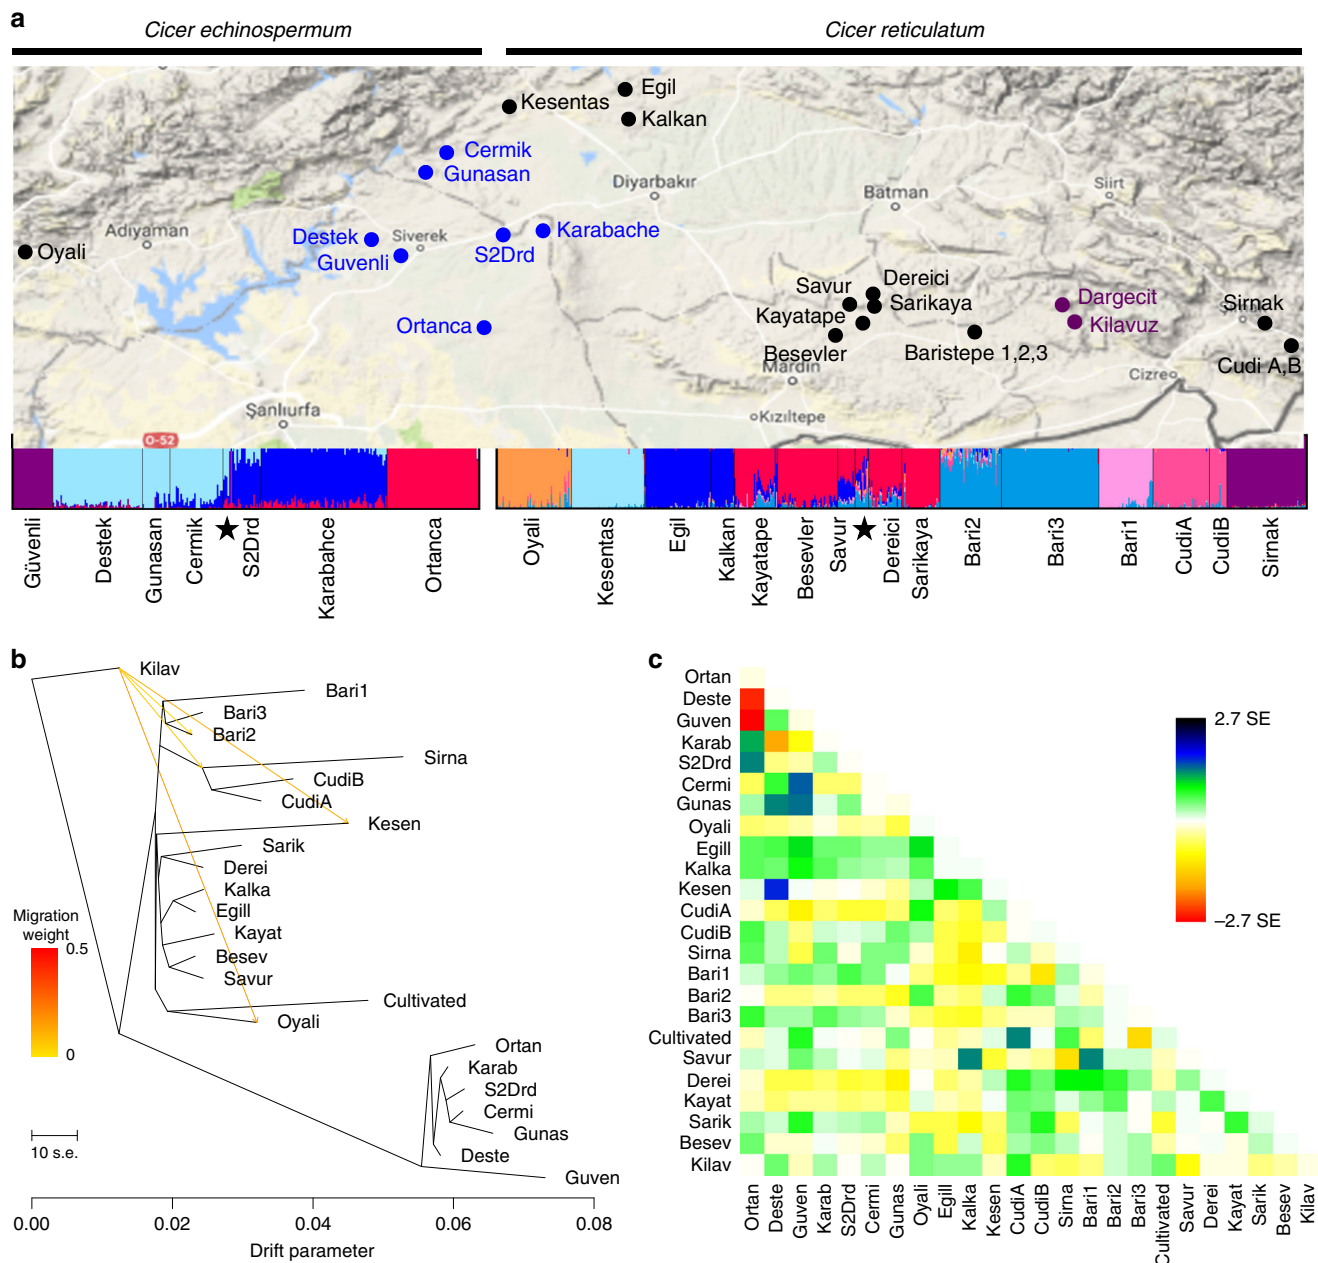 a
Cicer echinospermum
Cicer reticulatum
Egil
Kesentas
Kalkan
Cermik
Gunasan
Diyarbakır
Batman
Siirt
Adıyaman
Destek
Siverek
Karabache
Oyali
Guvenli
S2Drd
Savur
Dereici
Dargecit
Sirnak
Sarikaya
Kayatape
Kilavuz
Ortanca
Besevler
Baristepe 1,2,3
Mardin
Cizre
Cudi A,B
Şanlıurfa
Kızıltepe
O-52
Güvenli
Destek
Gunasan
Cermik
★
S2Drd
Karabahce
Ortanca
Oyali
Kesentas
Egil
Kalkan
Kayatape
Besevler
Savur
★
Dereici
Sarikaya
Bari2
Bari3
Bari1
CudiA
CudiB
Sirnak
b
Kilav
Bari1
Bari3
Bari2
Sirna
CudiB
CudiA
Kesen
Sarik
Derei
Kalka
Egill
Kayat
Besev
Savur
Cultivated
Oyali
Ortan
Karab
S2Drd
Cermi
Gunas
Deste
Guven
Migration
weight
0.5
0
10 s.e.
0.00
0.02
0.04
0.06
0.08
Drift parameter
c
Ortan
Deste
Guven
Karab
S2Drd
Cermi
Gunas
Oyali
Egill
Kalka
Kesen
CudiA
CudiB
Sirna
Bari1
Bari2
Bari3
Cultivated
Savur
Derei
Kayat
Sarik
Besev
Kilav
2.7 SE
−2.7 SE
Ortan
Deste
Guven
Karab
S2Drd
Cermi
Gunas
Oyali
Egill
Kalka
Kesen
CudiA
CudiB
Sirna
Bari1
Bari2
Bari3
Cultivated
Savur
Derei
Kayat
Sarik
Besev
Kilav